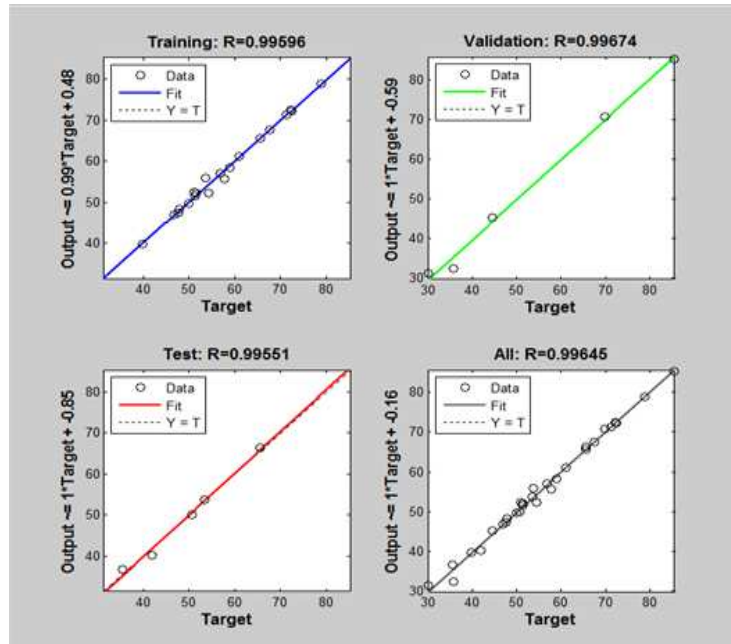 Training: R=0.99596
Output ~= 0.99*Target + 0.48
Data
Fit
Y = T
80
70
60
50
40
40 50 60 70 80
Target
Validation: R=0.99674
Output ~= 1*Target + -0.59
Data
Fit
Y = T
80
70
60
50
40
30
30 40 50 60 70 80
Target
Test: R=0.99551
Output ~= 1*Target + -0.85
Data
Fit
Y = T
80
70
60
50
40
40 50 60 70 80
Target
All: R=0.99645
Output ~= 1*Target + -0.16
Data
Fit
Y = T
80
70
60
50
40
30
30 40 50 60 70 80
Target